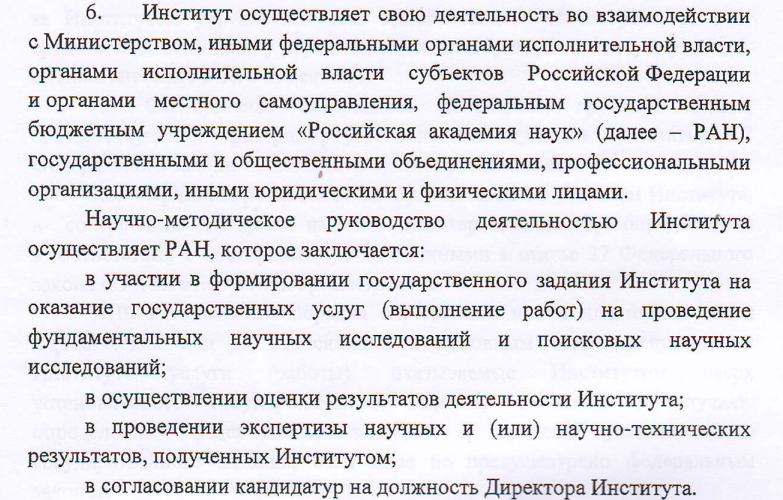 6. Институт осуществляет свою деятельность во взаимодействии
с Министерством, иными федеральными органами исполнительной власти,
органами исполнительной власти субъектов Российской Федерации
и органами местного самоуправления, федеральным государственным
бюджетным учреждением «Российская академия наук» (далее – РАН),
государственными и общественными объединениями, профессиональными
организациями, иными юридическими и физическими лицами.
Научно-методическое руководство деятельностью Института
осуществляет РАН, которое заключается:
в участии в формировании государственного задания Института на
оказание государственных услуг (выполнение работ) на проведение
фундаментальных научных исследований и поисковых научных
исследований;
в осуществлении оценки результатов деятельности Института;
в проведении экспертизы научных и (или) научно-технических
результатов, полученных Институтом;
в согласовании кандидатур на должность Директора Института.